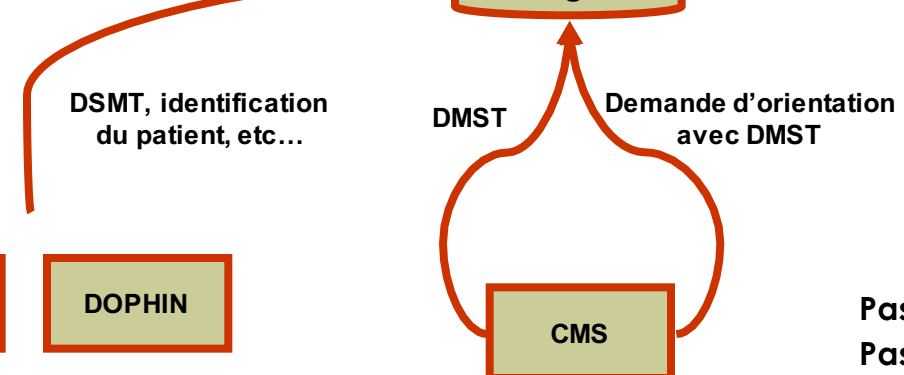 DSMT, identification
du patient, etc…
DMST
Demande d’orientation
avec DMST
DOPHIN
CMS